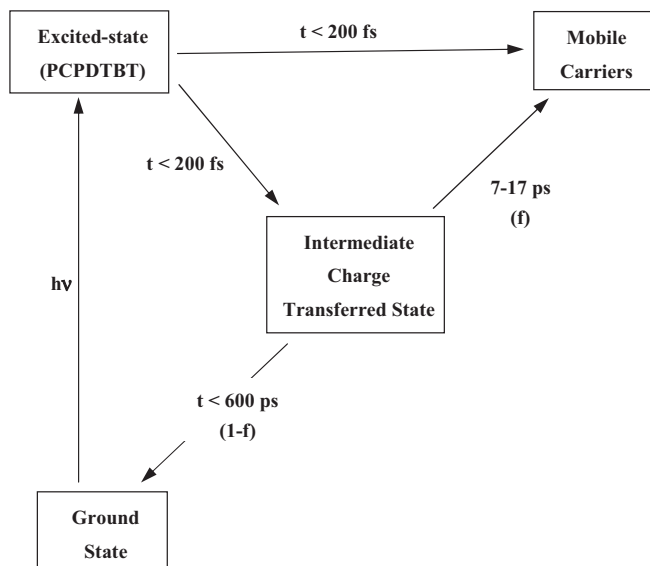 Excited-state
(PCPDTBT)
t < 200 fs
Mobile
Carriers
t < 200 fs
7-17 ps
(f)
Intermediate
Charge
Transferred State
hν
t < 600 ps
(1-f)
Ground
State